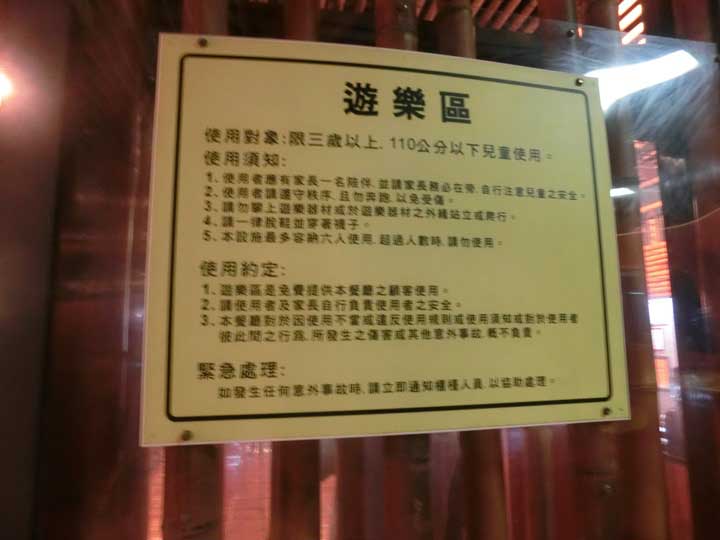 遊樂區
使用對象:限三歲以上, 110公分以下兒童使用。
使用須知:
1. 使用者應有家長一名陪伴, 並請家長務必在旁, 自行注意兒童之安全。
2. 使用者請遵守秩序, 且勿奔跑, 以免受傷。
3. 請勿攀上遊樂器材或於遊樂器材之外緣站立或爬行。
4. 請一律脫鞋並穿著襪子。
5. 本設施最多容納六人使用, 超過人數時, 請勿使用。
使用約定:
1. 遊樂區是免費提供本餐廳之顧客使用。
2. 請使用者及家長自行負責使用者之安全。
3. 本餐廳對於因使用不當或違反使用規則或使用須知或對於使用者
彼此間之行為, 所發生之傷害或其他意外事故, 概不負責。
緊急處理:
如發生任何意外事故時, 請立即通知櫃檯人員, 以協助處理。